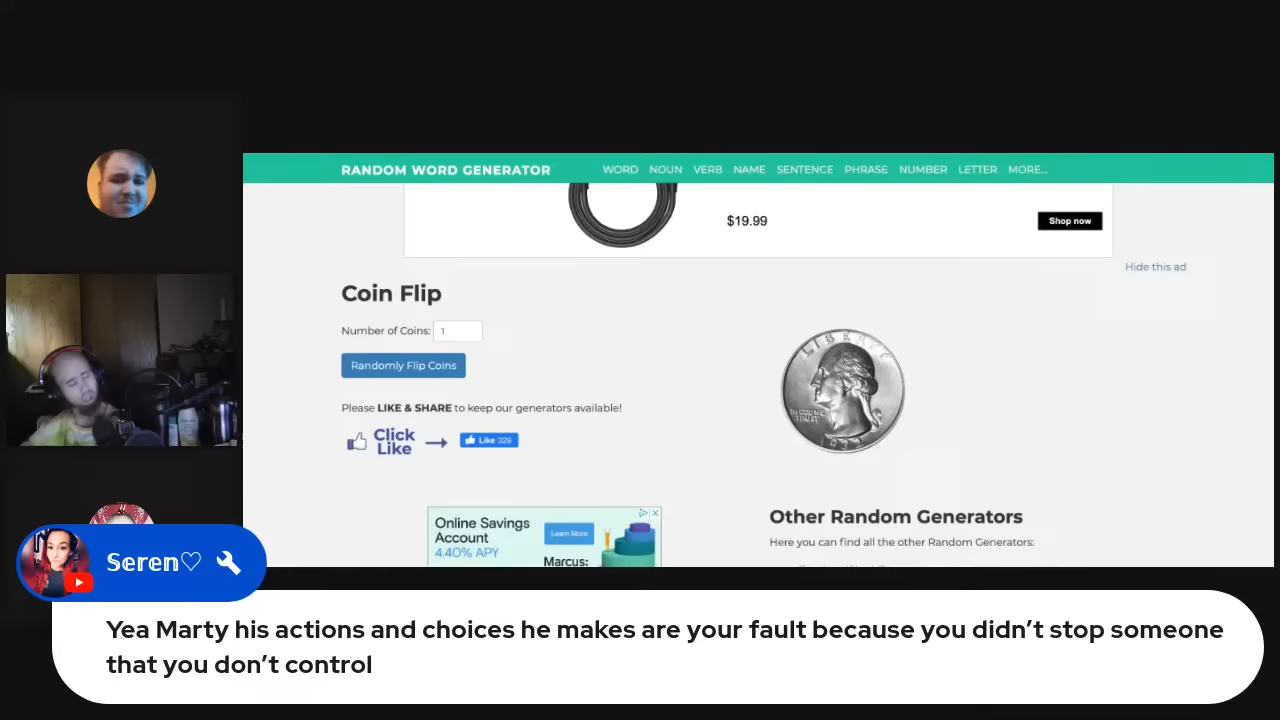 RANDOM WORD GENERATOR WORD NOUN VERB NAME SENTENCE PHRASE NUMBER LETTER MORE...
$19.99
Shop now
Hide this ad
Coin Flip
Number of Coins: 1
Randomly Flip Coins
Please LIKE & SHARE to keep our generators available!
Click
Like
Like 329
LIBERTY
IN GOD WE
TRUST
Online Savings
Account
4.40% APY
Learn More
Marcus:
Other Random Generators
Here you can find all the other Random Generators:
𝕊𝕖𝕣𝕖𝕟♡
Yea Marty his actions and choices he makes are your fault because you didn’t stop someone
that you don’t control